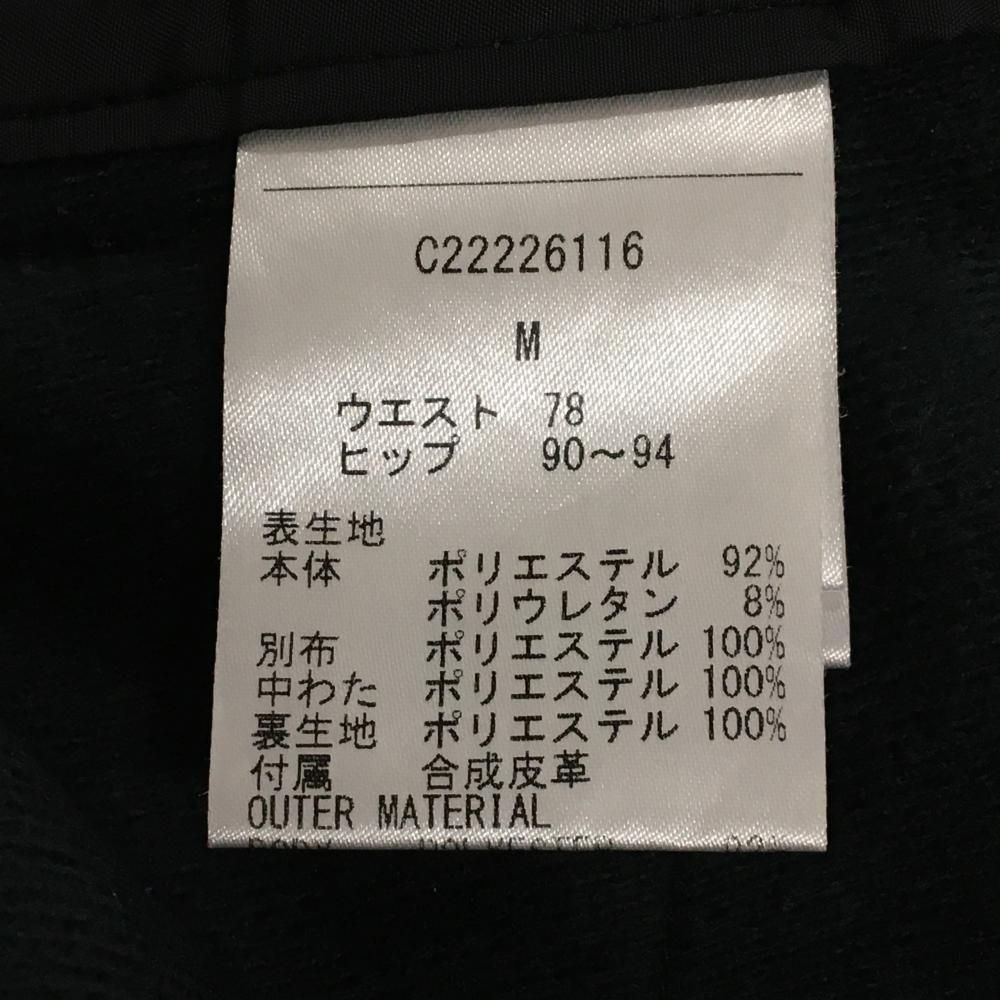 C22226116
M
ウエスト 78
ヒップ 90～94
表生地
本体 ポリエステル 92%
ポリウレタン 8%
別布 ポリエステル 100%
中わた ポリエステル 100%
裏生地 ポリエステル 100%
付属 合成皮革
OUTER MATERIAL